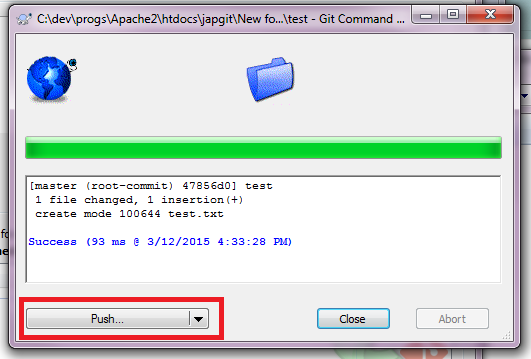 C:\dev\progs\Apache2\htdocs\japgit\New fo...\test - Git Command ...
[master (root-commit) 47856d0] test
1 file changed, 1 insertion(+)
create mode 100644 test.txt
Success (93 ms @ 3/12/2015 4:33:28 PM)
Push...
Close
Abort